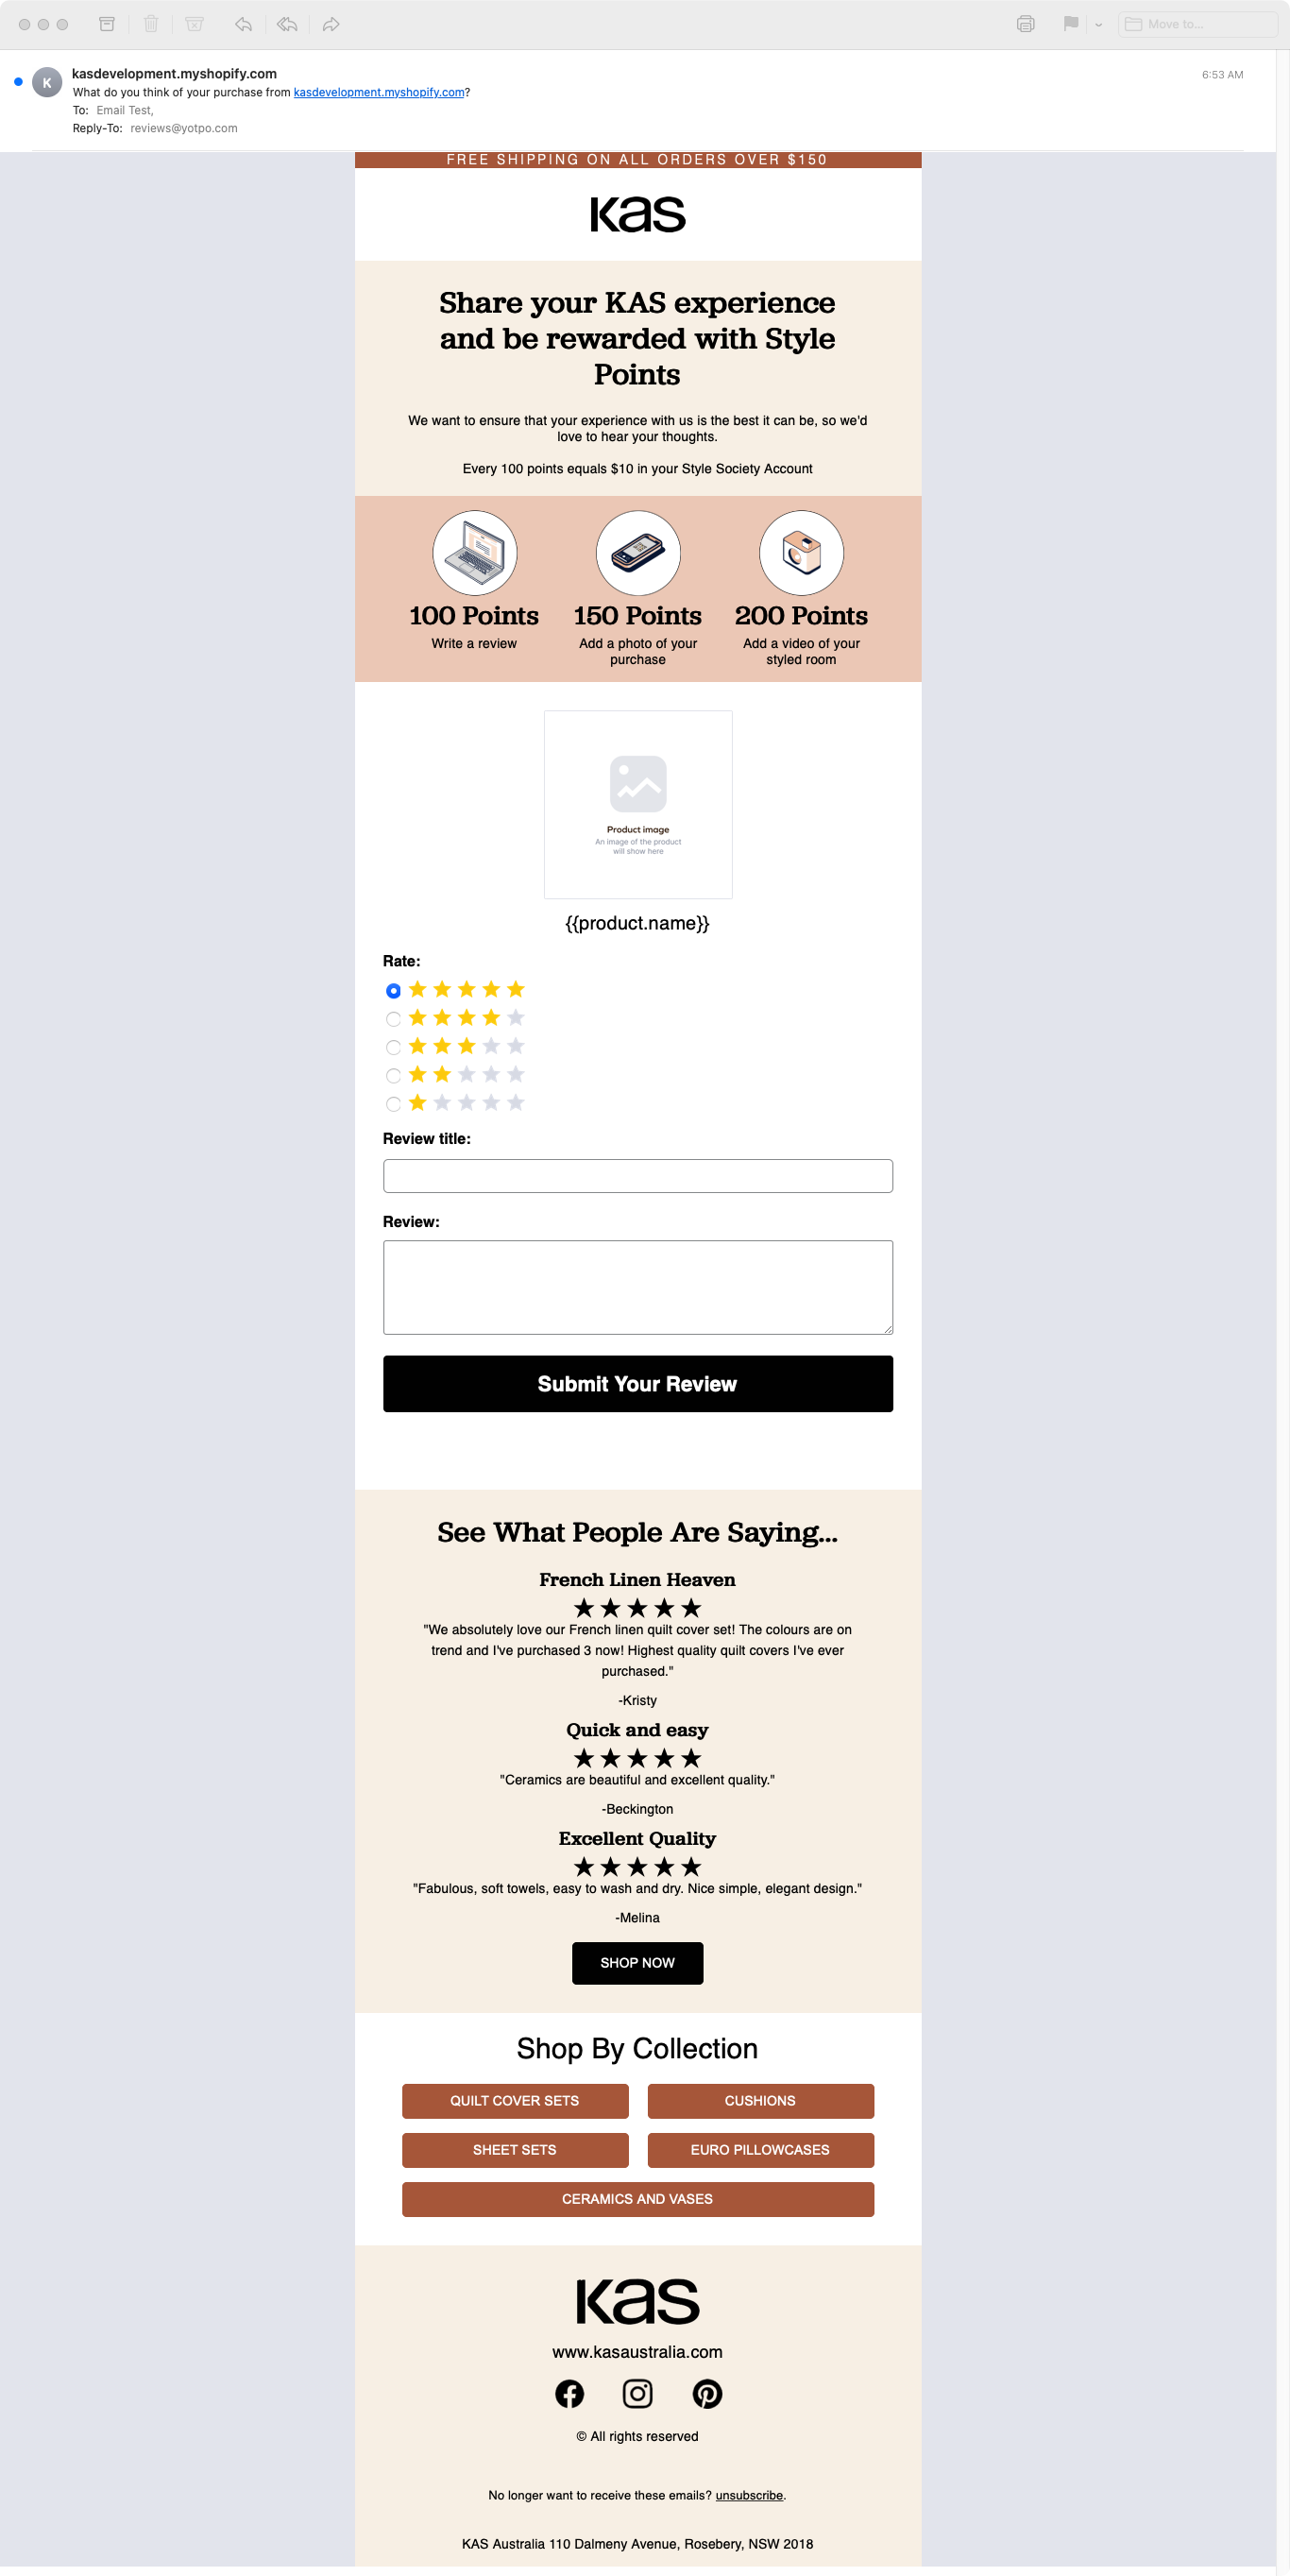 Move to...
K
kasdevelopment.myshopify.com
6:53 AM
What do you think of your purchase from kasdevelopment.myshopify.com?
To: Email Test,
Reply-To: reviews@yotpo.com
FREE SHIPPING ON ALL ORDERS OVER $150
kas
Share your KAS experience
and be rewarded with Style
Points
We want to ensure that your experience with us is the best it can be, so we'd
love to hear your thoughts.
Every 100 points equals $10 in your Style Society Account
100 Points
Write a review
150 Points
Add a photo of your
purchase
200 Points
Add a video of your
styled room
Product image
An image of the product
will show here
{{product.name}}
Rate:
Review title:
Review:
Submit Your Review
See What People Are Saying...
French Linen Heaven
"We absolutely love our French linen quilt cover set! The colours are on
trend and I've purchased 3 now! Highest quality quilt covers I've ever
purchased."
-Kristy
Quick and easy
"Ceramics are beautiful and excellent quality."
-Beckington
Excellent Quality
"Fabulous, soft towels, easy to wash and dry. Nice simple, elegant design."
-Melina
SHOP NOW
Shop By Collection
QUILT COVER SETS
CUSHIONS
SHEET SETS
EURO PILLOWCASES
CERAMICS AND VASES
kas
www.kasaustralia.com
© All rights reserved
No longer want to receive these emails? unsubscribe.
KAS Australia 110 Dalmeny Avenue, Rosebery, NSW 2018